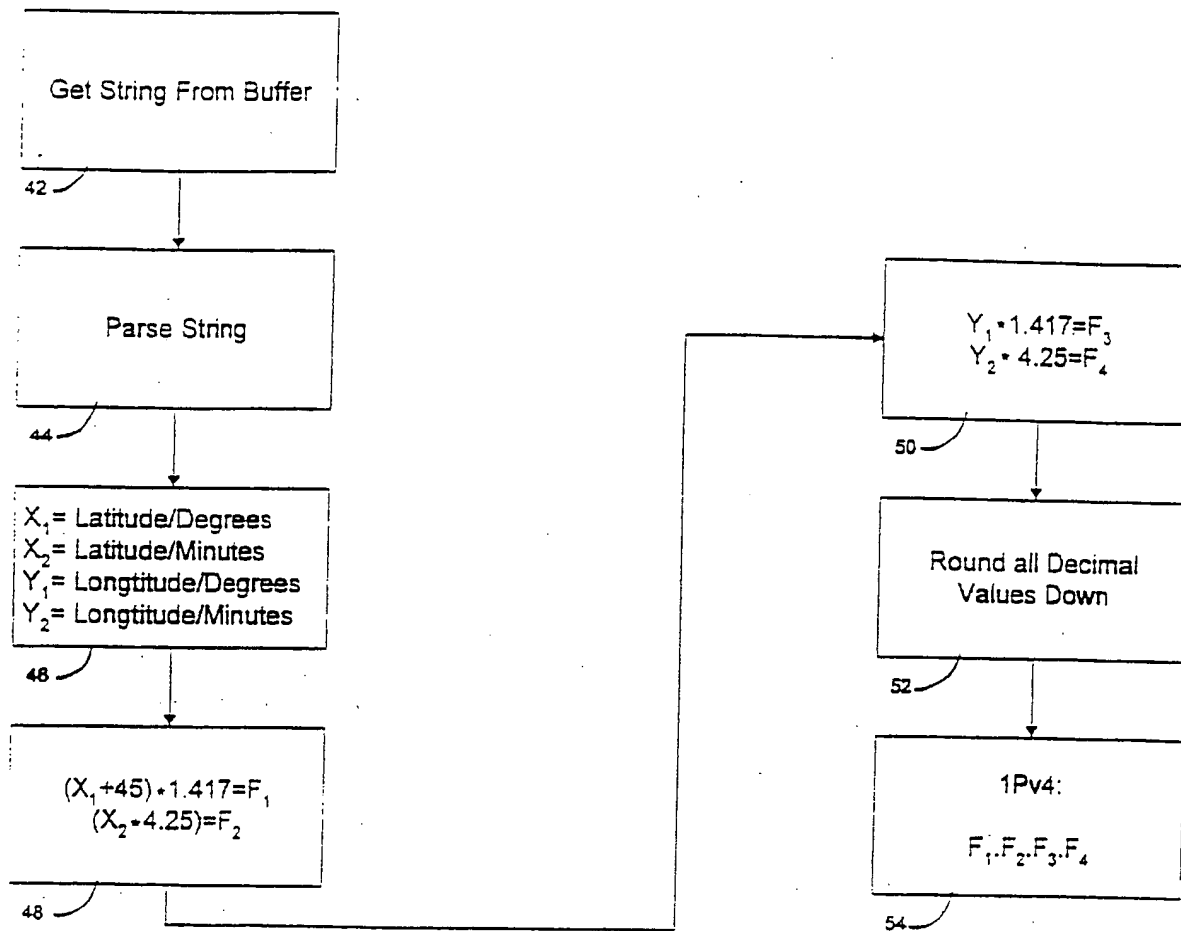 Get String From Buffer
42
Parse String
44
X₁= Latitude/Degrees
X₂= Latitude/Minutes
Y₁= Longtitude/Degrees
Y₂= Longtitude/Minutes
46
(X₁+45)*1.417=F₁
(X₂*4.25)=F₂
48
Y₁*1.417=F₃
Y₂*4.25=F₄
50
Round all Decimal
Values Down
52
1Pv4:
F₁.F₂.F₃.F₄
54